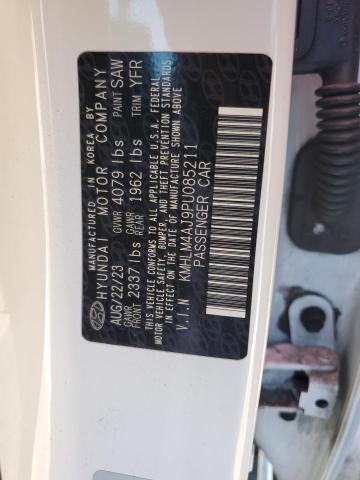 MANUFACTURED IN KOREA BY
HYUNDAI MOTOR COMPANY
AUG/22/23 GVWR 4079 lbs PAINT SAW
GAWR FRONT 2337 lbs GAWR REAR 1962 lbs TRIM YFR
THIS VEHICLE CONFORMS TO ALL APPLICABLE U.S.A. FEDERAL
MOTOR VEHICLE SAFETY, BUMPER, AND THEFT PREVENTION STANDARDS
IN EFFECT ON THE DATE OF MANUFACTURE SHOWN ABOVE.
V.I.N KMHLM4AJ9PU085211
PASSENGER CAR